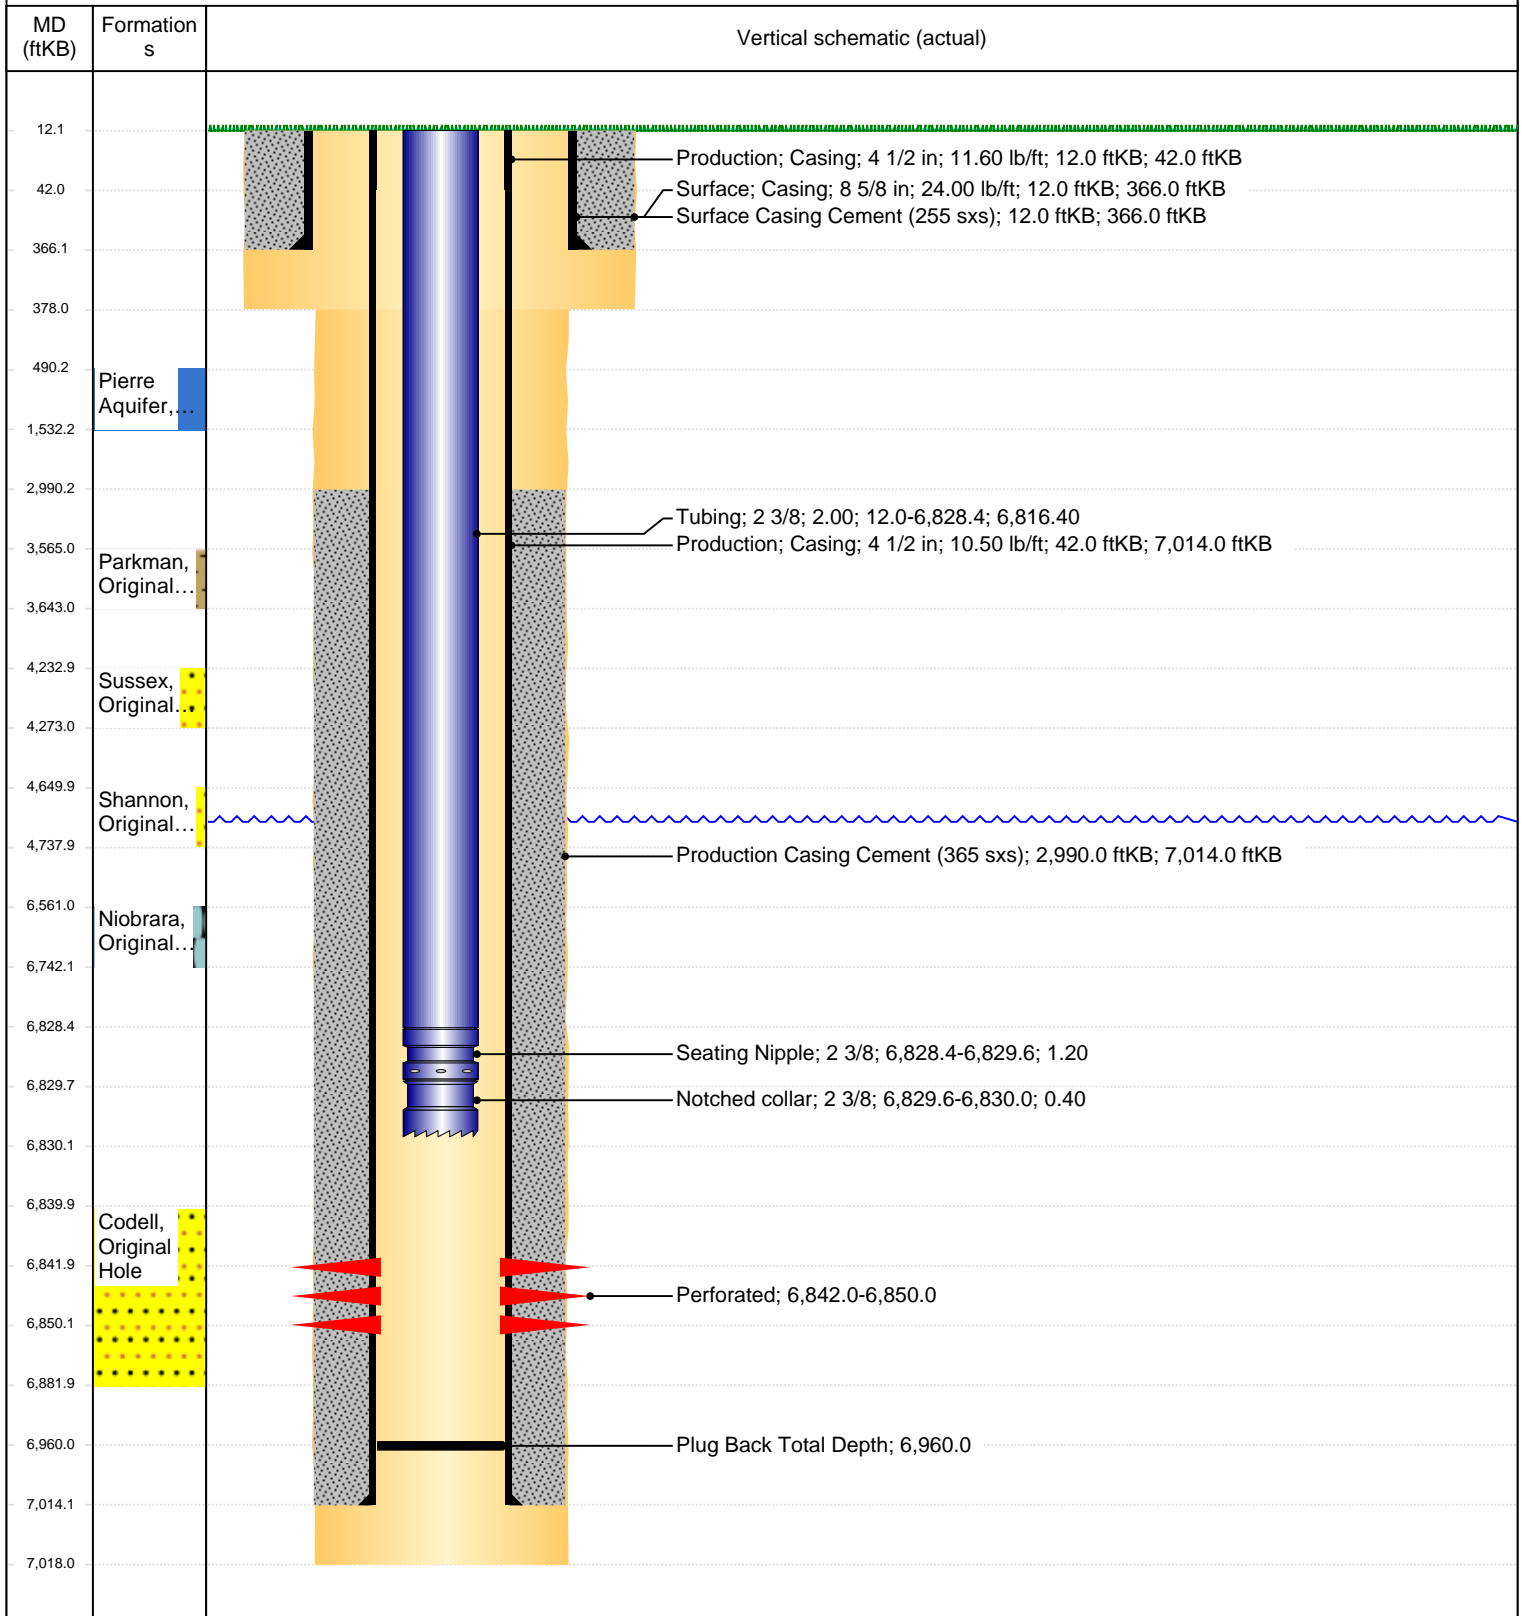 MD
(ftKB)
Formation
s
Vertical schematic (actual)
12.1
Production; Casing; 4 1/2 in; 11.60 lb/ft; 12.0 ftKB; 42.0 ftKB
42.0
Surface; Casing; 8 5/8 in; 24.00 lb/ft; 12.0 ftKB; 366.0 ftKB
Surface Casing Cement (255 sxs); 12.0 ftKB; 366.0 ftKB
366.1
378.0
490.2
Pierre
Aquifer,…
1,532.2
2,990.2
Tubing; 2 3/8; 2.00; 12.0-6,828.4; 6,816.40
Production; Casing; 4 1/2 in; 10.50 lb/ft; 42.0 ftKB; 7,014.0 ftKB
3,565.0
Parkman,
Original…
3,643.0
4,232.9
Sussex,
Original…
4,273.0
4,649.9
Shannon,
Original…
4,737.9
Production Casing Cement (365 sxs); 2,990.0 ftKB; 7,014.0 ftKB
6,561.0
Niobrara,
Original…
6,742.1
6,828.4
Seating Nipple; 2 3/8; 6,828.4-6,829.6; 1.20
6,829.7
Notched collar; 2 3/8; 6,829.6-6,830.0; 0.40
6,830.1
6,839.9
Codell,
Original
Hole
6,841.9
Perforated; 6,842.0-6,850.0
6,850.1
6,881.9
6,960.0
Plug Back Total Depth; 6,960.0
7,014.1
7,018.0